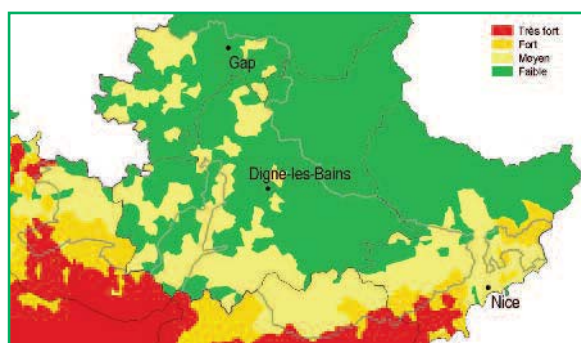 Très fort
Fort
Moyen
Faible
Gap
Digne-les-Bains
Nice